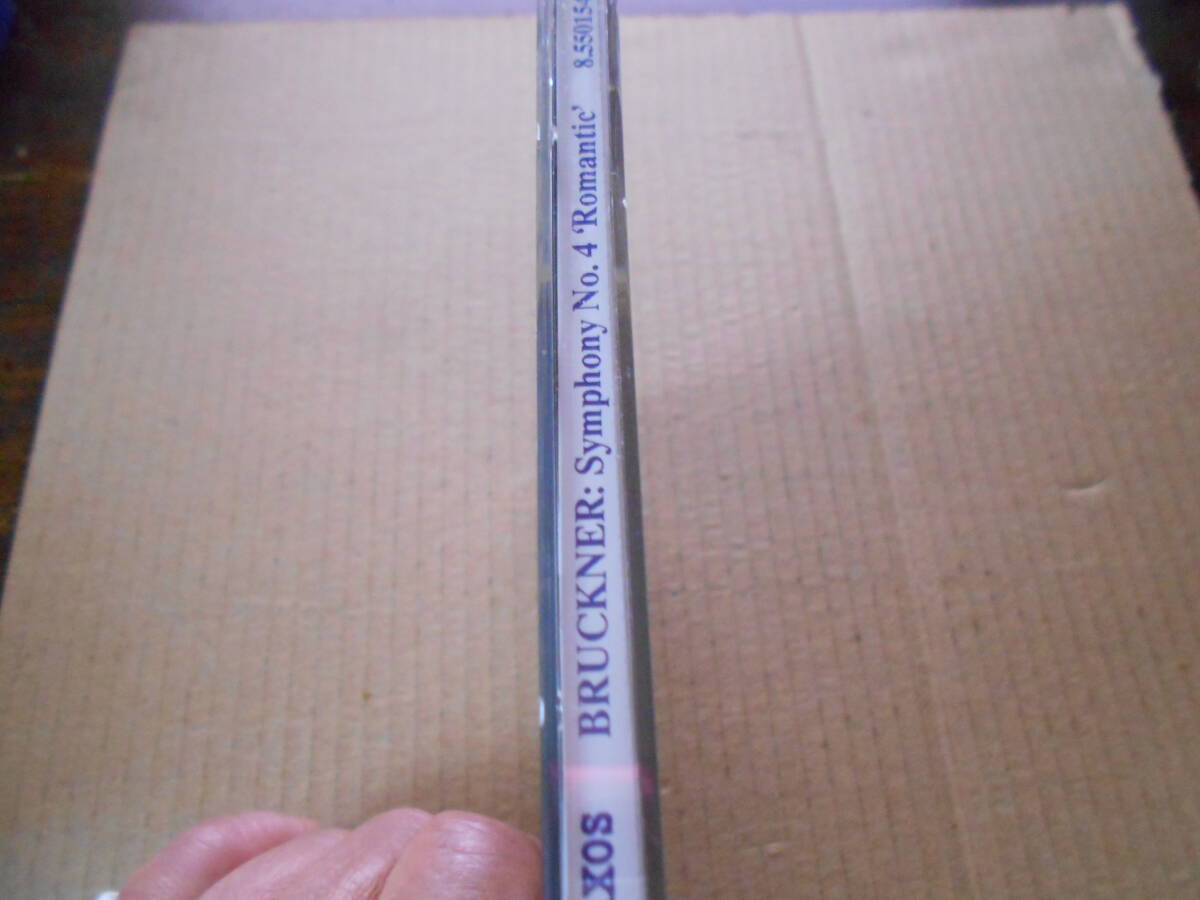 XOS BRUCKNER: Symphony No. 4 ‘Romantic’ 8.550154